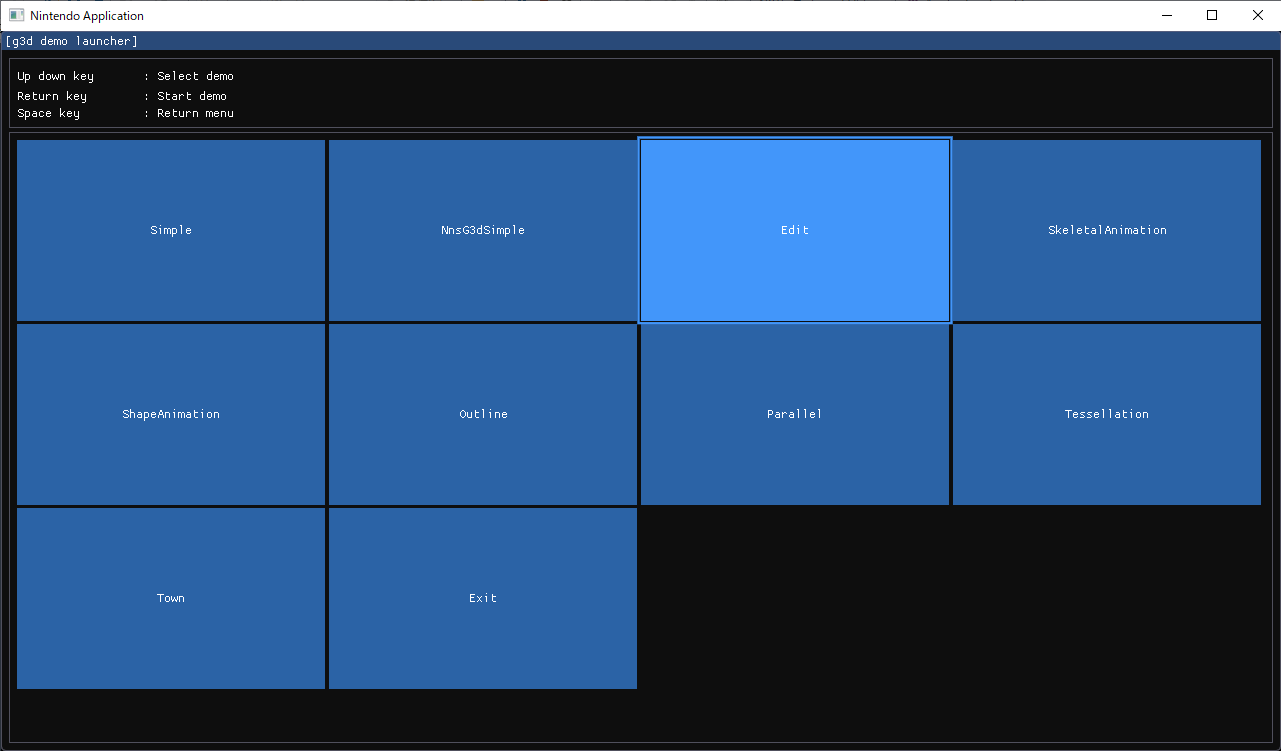 Nintendo Application
[g3d demo launcher]
Up down key : Select demo
Return key : Start demo
Space key : Return menu
Simple NnsG3dSimple Edit SkeletalAnimation
ShapeAnimation Outline Parallel Tessellation
Town Exit